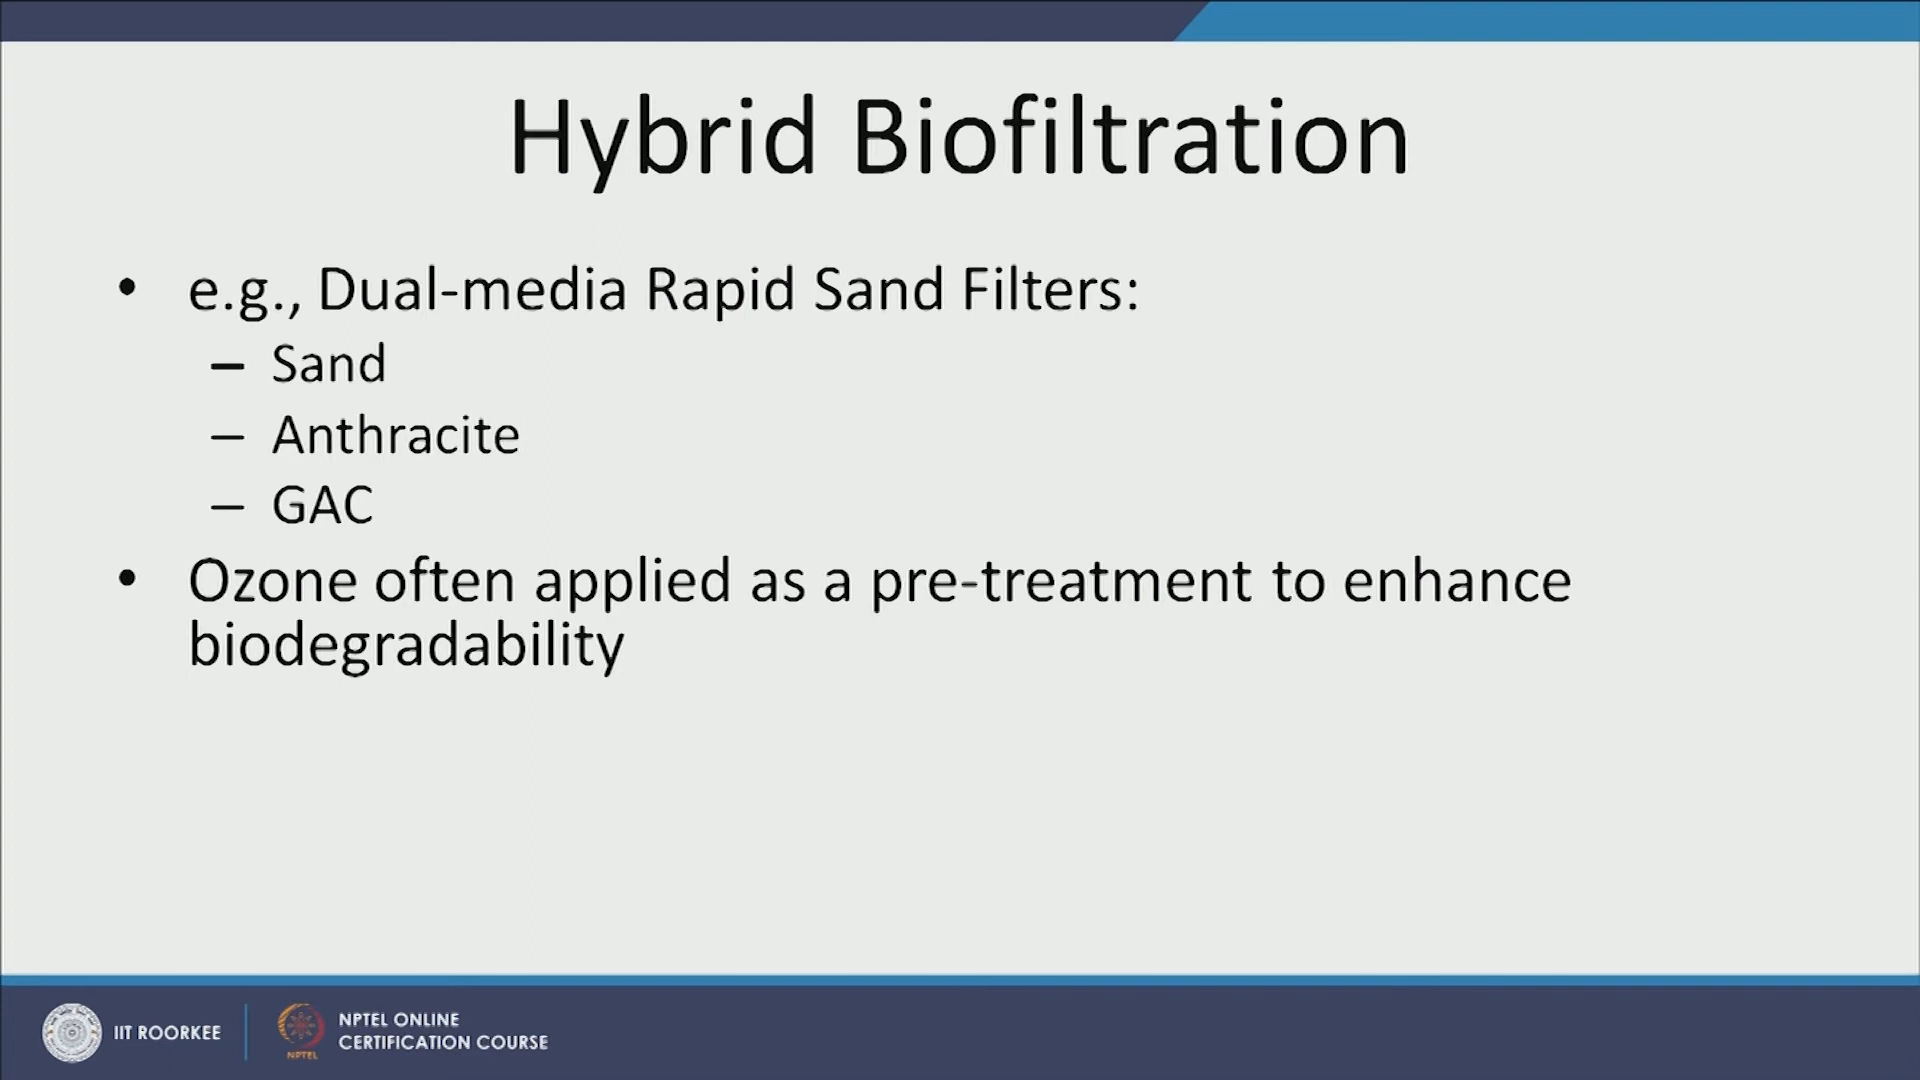 Hybrid Biofiltration
• e.g., Dual-media Rapid Sand Filters:
– Sand
– Anthracite
– GAC
• Ozone often applied as a pre-treatment to enhance
biodegradability
IIT ROORKEE
NPTEL
NPTEL ONLINE
CERTIFICATION COURSE